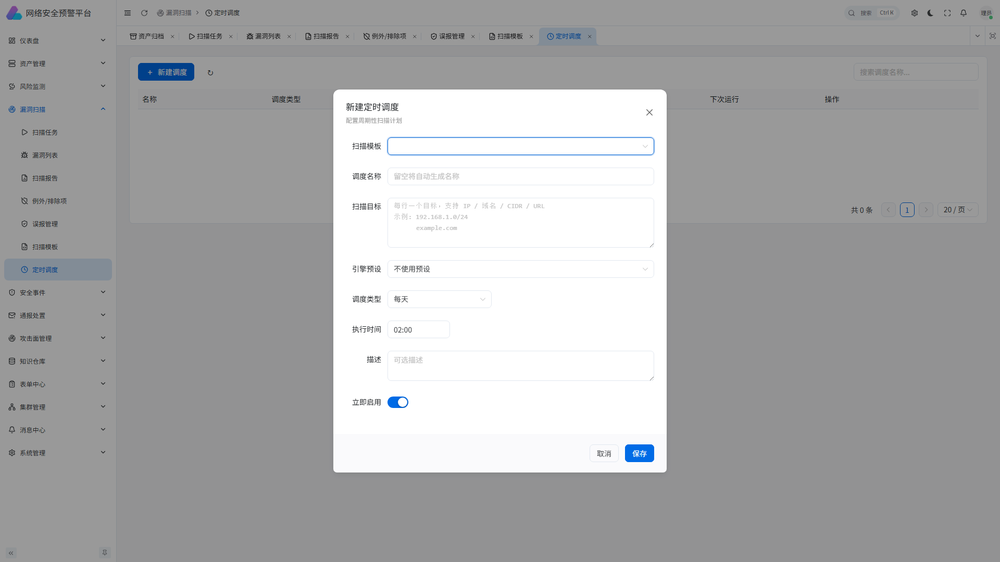 网络安全预警平台
漏洞扫描
定时调度
搜索
Ctrl K
理员
资产归档
扫描任务
漏洞列表
扫描报告
例外/排除项
误报管理
扫描模板
定时调度
仪表盘
资产管理
风险监测
漏洞扫描
扫描任务
漏洞列表
扫描报告
例外/排除项
误报管理
扫描模板
定时调度
安全事件
通报处置
攻击面管理
知识仓库
表单中心
集群管理
消息中心
系统管理
新建调度
搜索调度名称...
名称
调度类型
下次运行
操作
共 0 条
1
20 / 页
新建定时调度
配置周期性扫描计划
扫描模板
调度名称
留空将自动生成名称
扫描目标
每行一个目标，支持 IP / 域名 / CIDR / URL
示例: 192.168.1.0/24
example.com
引擎预设
不使用预设
调度类型
每天
执行时间
02:00
描述
可选描述
立即启用
取消
保存